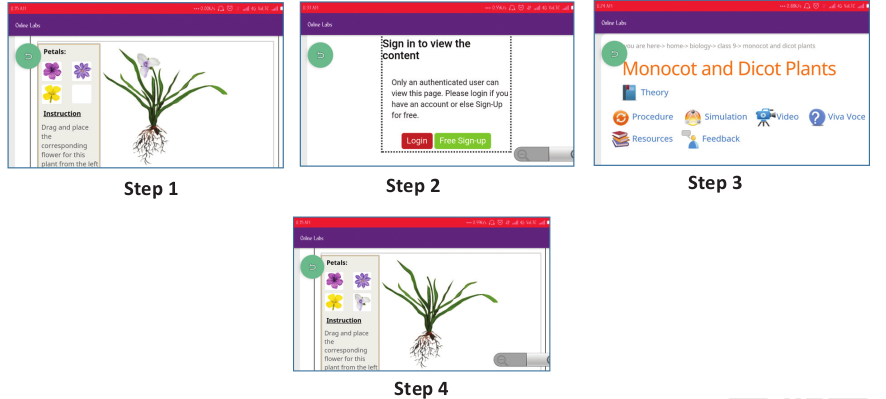 Online Labs
Petals:
Instruction
Drag and place
the
corresponding
flower for this
plant from the left
Step 1
Online Labs
Sign in to view the
content
Only an authenticated user can
view this page. Please login if you
have an account or else Sign-Up
for free.
Login Free Sign-up
Step 2
Online Labs
you are here-> home-> biology-> class 9-> monocot and dicot plants
Monocot and Dicot Plants
Theory
Procedure Simulation Video Viva Voce
Resources Feedback
Step 3
Online Labs
Petals:
Instruction
Drag and place
the
corresponding
flower for this
plant from the left
Step 4